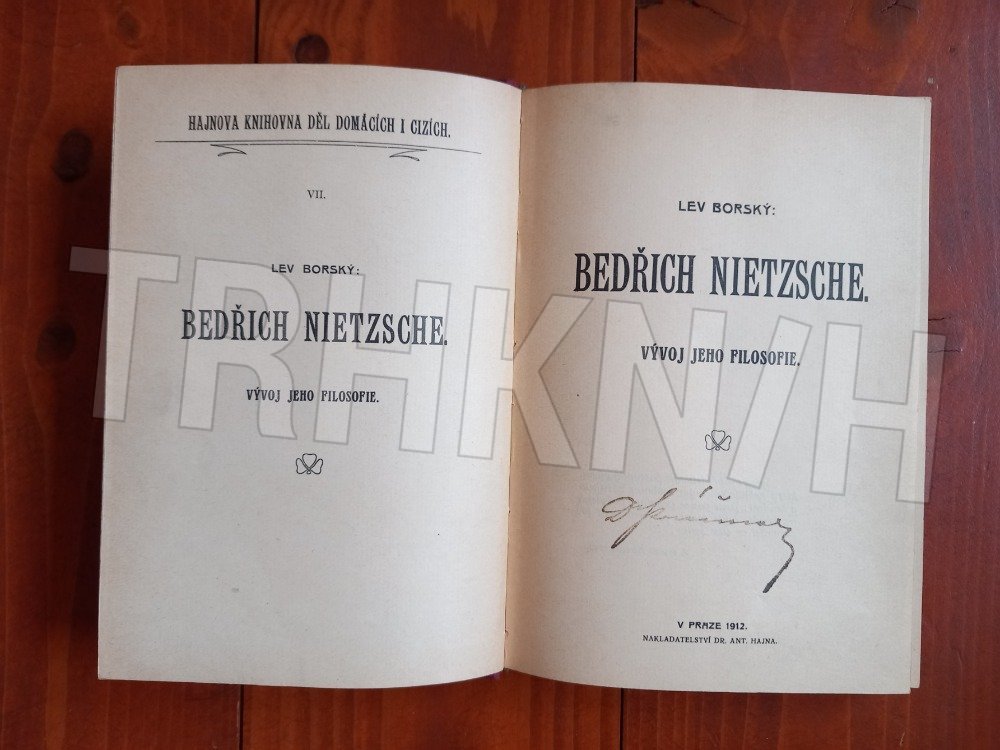 HAJNOVA KNIHOVNA DĚL DOMÁCÍCH I CIZÍCH.
VII.
LEV BORSKÝ:
BEDŘICH NIETZSCHE.
VÝVOJ JEHO FILOSOFIE.
LEV BORSKÝ:
BEDŘICH NIETZSCHE.
VÝVOJ JEHO FILOSOFIE.
V PRAZE 1912.
NAKLADATELSTVÍ DR. ANT. HAJNA.
TRHKNIH